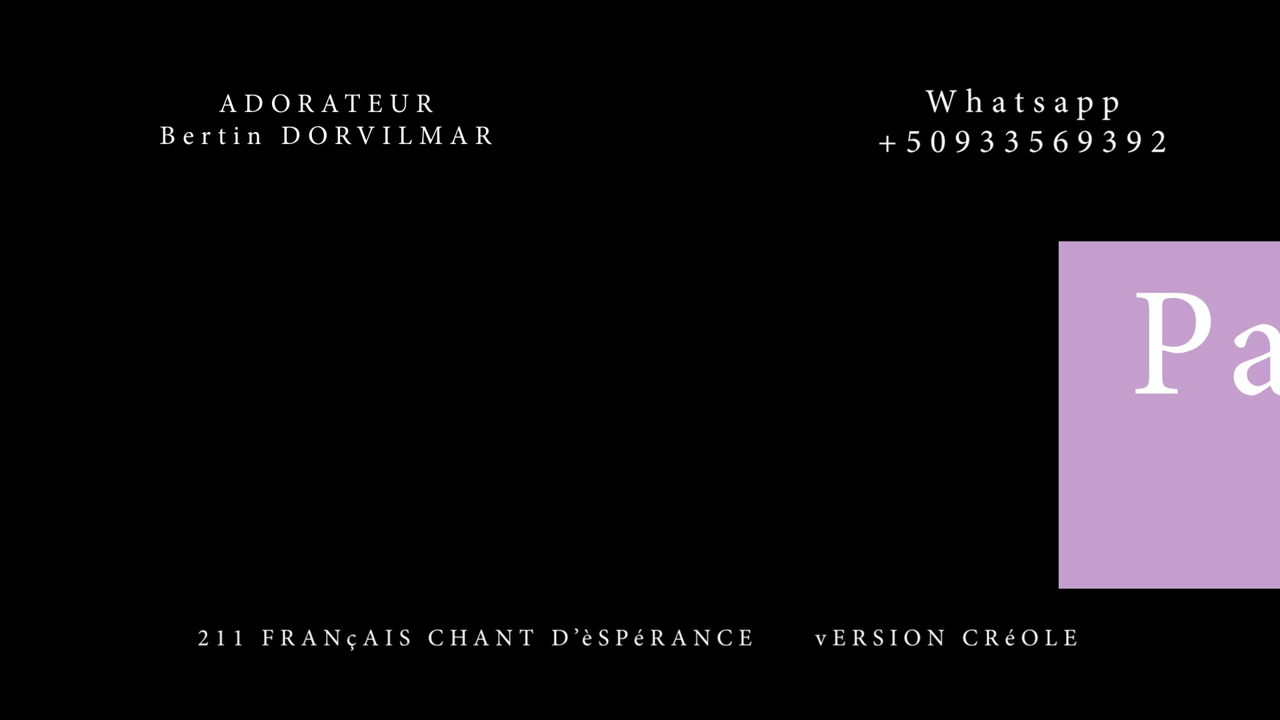 ADORATEUR
Bertin DORVILMAR
Whatsapp
+50933569392
Pa
211 FRANçAIS CHANT D’èSPéRANCE vERSION CRéOLE